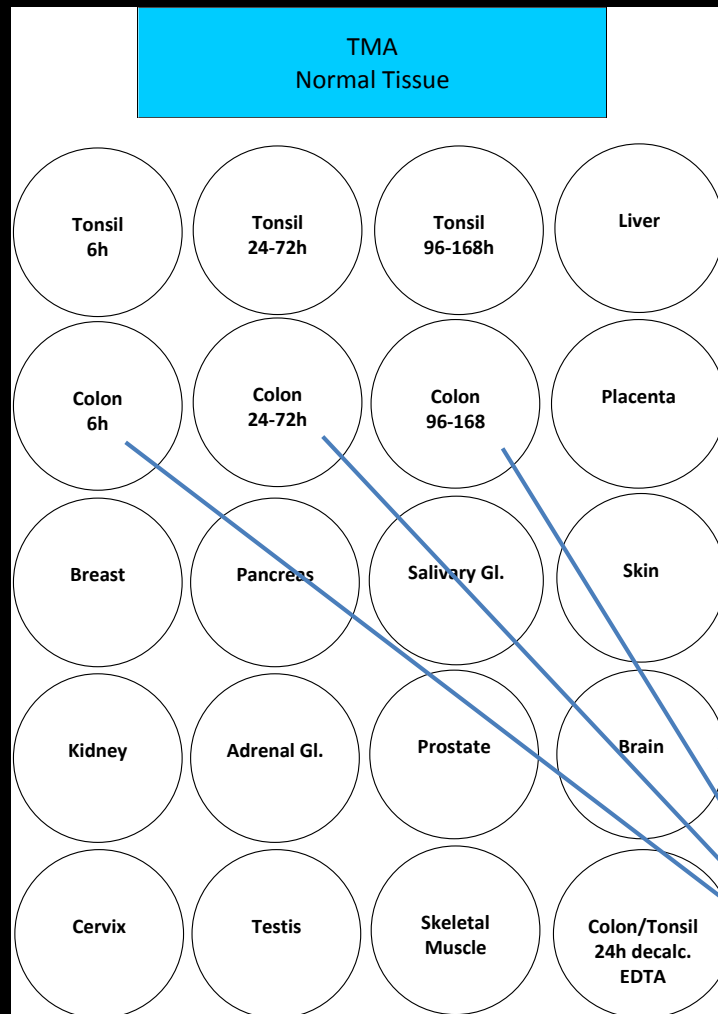 TMA
Normal Tissue
Tonsil
6h
Tonsil
24-72h
Tonsil
96-168h
Liver
Colon
6h
Colon
24-72h
Colon
96-168
Placenta
Breast
Pancreas
Salivary Gl.
Skin
Kidney
Adrenal Gl.
Prostate
Brain
Cervix
Testis
Skeletal
Muscle
Colon/Tonsil
24h decalc.
EDTA